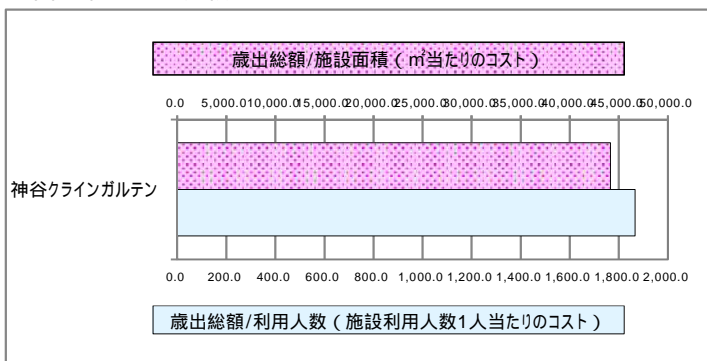 歳出総額/施設面積(㎡当たりのコスト)
0.0 5,000.0 10,000.0 15,000.0 20,000.0 25,000.0 30,000.0 35,000.0 40,000.0 45,000.0 50,000.0
神谷クラインガルテン
0.0 200.0 400.0 600.0 800.0 1,000.0 1,200.0 1,400.0 1,600.0 1,800.0 2,000.0
歳出総額/利用人数(施設利用人数1人当たりのコスト)